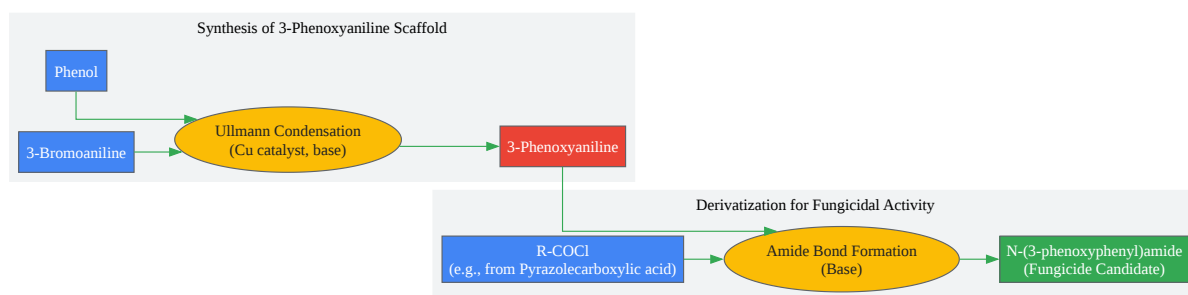 Synthesis of 3-Phenoxyaniline Scaffold
Phenol
3-Bromoaniline
Ullmann Condensation
(Cu catalyst, base)
3-Phenoxyaniline
Derivatization for Fungicidal Activity
R-COCl
(e.g., from Pyrazolecarboxylic acid)
Amide Bond Formation
(Base)
N-(3-phenoxyphenyl)amide
(Fungicide Candidate)